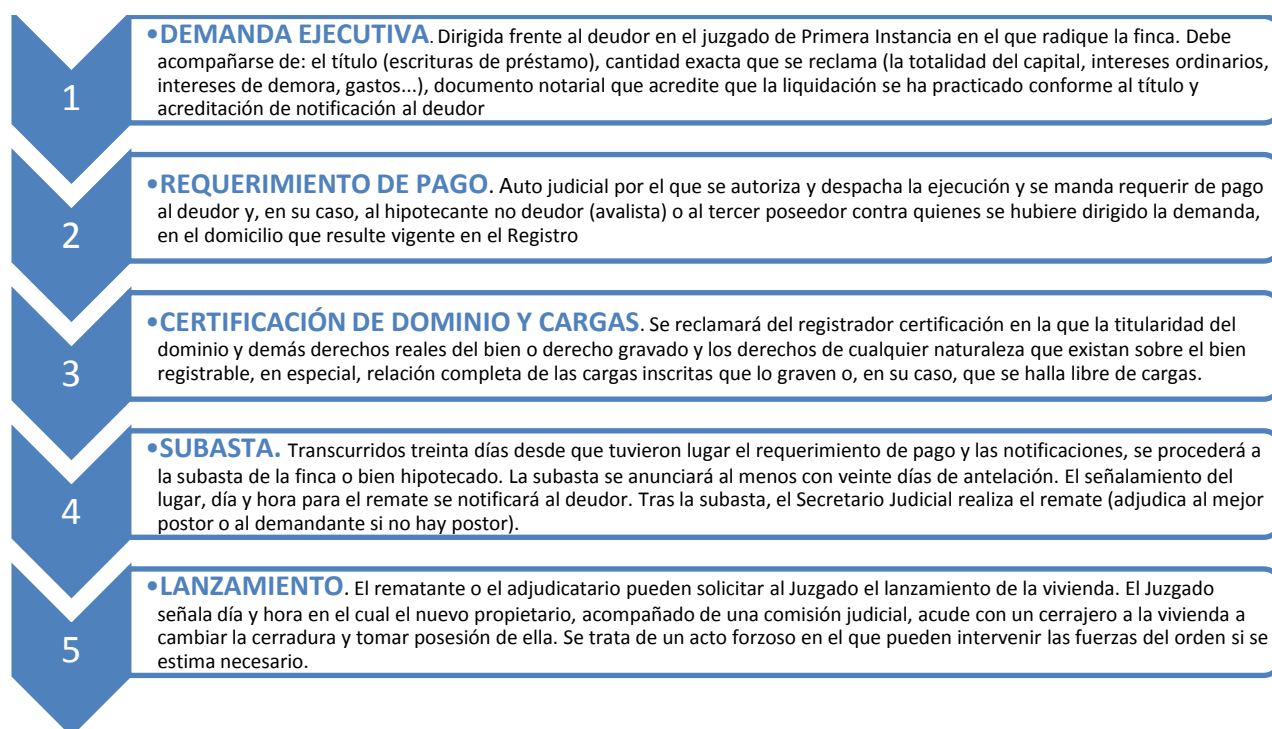 •DEMANDA EJECUTIVA. Dirigida frente al deudor en el juzgado de Primera Instancia en el que radique la finca. Debe
acompañarse de: el título (escrituras de préstamo), cantidad exacta que se reclama (la totalidad del capital, intereses ordinarios,
intereses de demora, gastos...), documento notarial que acredite que la liquidación se ha practicado conforme al título y
acreditación de notificación al deudor
1
•REQUERIMIENTO DE PAGO. Auto judicial por el que se autoriza y despacha la ejecución y se manda requerir de pago
al deudor y, en su caso, al hipotecante no deudor (avalista) o al tercer poseedor contra quienes se hubiere dirigido la demanda,
en el domicilio que resulte vigente en el Registro
2
•CERTIFICACIÓN DE DOMINIO Y CARGAS. Se reclamará del registrador certificación en la que la titularidad del
dominio y demás derechos reales del bien o derecho gravado y los derechos de cualquier naturaleza que existan sobre el bien
registrable, en especial, relación completa de las cargas inscritas que lo graven o, en su caso, que se halla libre de cargas.
3
•SUBASTA. Transcurridos treinta días desde que tuvieron lugar el requerimiento de pago y las notificaciones, se procederá a
la subasta de la finca o bien hipotecado. La subasta se anunciará al menos con veinte días de antelación. El señalamiento del
lugar, día y hora para el remate se notificará al deudor. Tras la subasta, el Secretario Judicial realiza el remate (adjudica al mejor
postor o al demandante si no hay postor).
4
•LANZAMIENTO. El rematante o el adjudicatario pueden solicitar al Juzgado el lanzamiento de la vivienda. El Juzgado
señala día y hora en el cual el nuevo propietario, acompañado de una comisión judicial, acude con un cerrajero a la vivienda a
cambiar la cerradura y tomar posesión de ella. Se trata de un acto forzoso en el que pueden intervenir las fuerzas del orden si se
estima necesario.
5